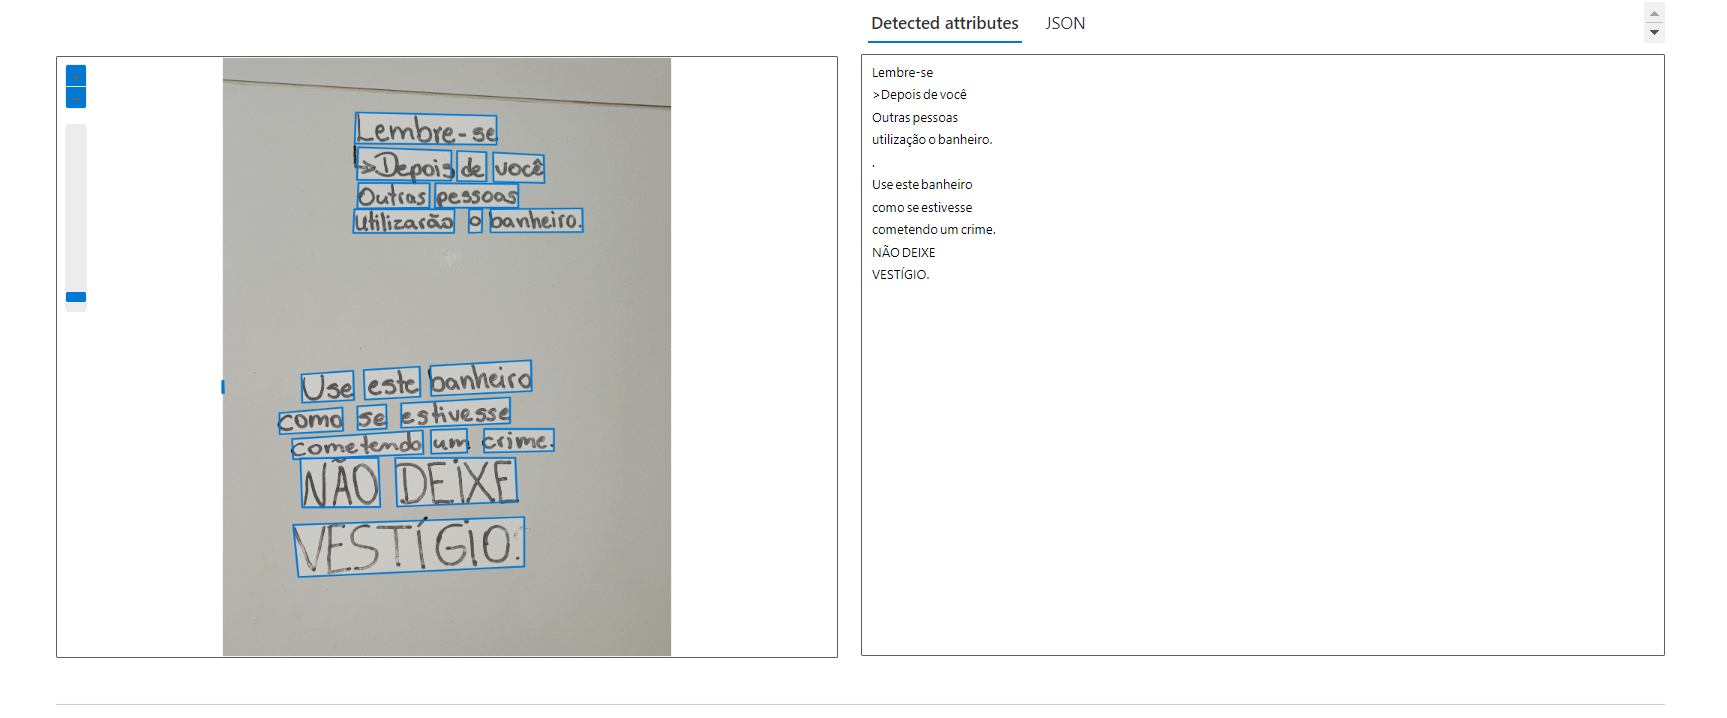 Detected attributes JSON
Lembre-se
->Depois de você
Outras pessoas
utilizarão o banheiro.
Use este banheiro
como se estivesse
cometendo um crime.
NÃO DEIXE
VESTÍGIO.
Lembre-se
>Depois de você
Outras pessoas
utilização o banheiro.
.
Use este banheiro
como se estivesse
cometendo um crime.
NÃO DEIXE
VESTÍGIO.